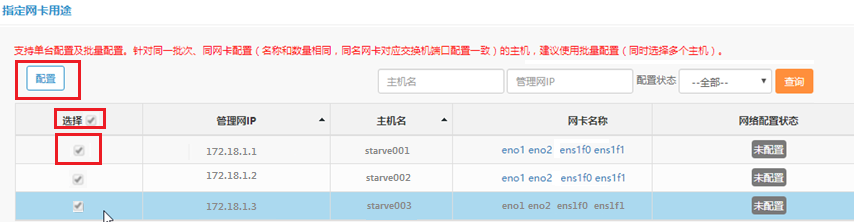 指定网卡用途
支持单台配置及批量配置。针对同一批次、同网卡配置（名称和数量相同，同名网卡对应交换机端口配置一致）的主机，建议使用批量配置（同时选择多个主机）。
配置 主机名 管理网IP 配置状态 --全部-- 查询
选择 管理网IP 主机名 网卡名称 网络配置状态
172.18.1.1 starve001 eno1 eno2 ens1f0 ens1f1 未配置
172.18.1.2 starve002 eno1 eno2 ens1f0 ens1f1 未配置
172.18.1.3 starve003 eno1 eno2 ens1f0 ens1f1 未配置